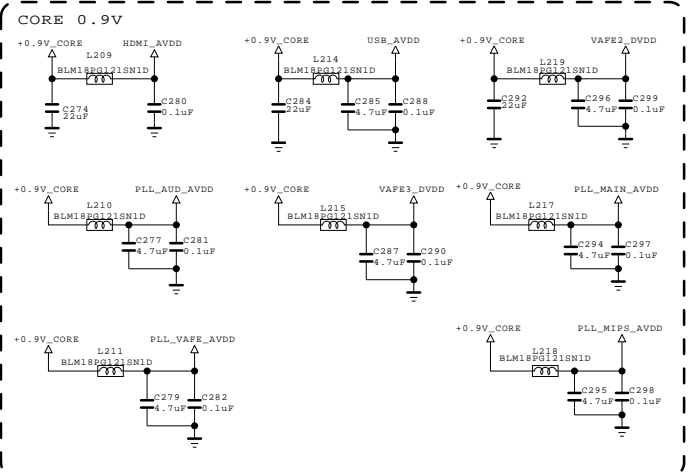 CORE 0.9V
+0.9V_CORE HDMI_AVDD
L209
BLM18PG121SN1D
C274
22uF
C280
0.1uF
+0.9V_CORE USB_AVDD
L214
BLM18PG121SN1D
C284
22uF
C285
4.7uF
C288
0.1uF
+0.9V_CORE VAFE2_DVDD
L219
BLM18PG121SN1D
C292
22uF
C296
4.7uF
C299
0.1uF
+0.9V_CORE PLL_AUD_AVDD
L210
BLM18PG121SN1D
C277
4.7uF
C281
0.1uF
+0.9V_CORE VAFE3_DVDD
L215
BLM18PG121SN1D
C287
4.7uF
C290
0.1uF
+0.9V_CORE PLL_MAIN_AVDD
L217
BLM18PG121SN1D
C294
4.7uF
C297
0.1uF
+0.9V_CORE PLL_VAFE_AVDD
L211
BLM18PG121SN1D
C279
4.7uF
C282
0.1uF
+0.9V_CORE PLL_MIPS_AVDD
L218
BLM18PG121SN1D
C295
4.7uF
C298
0.1uF